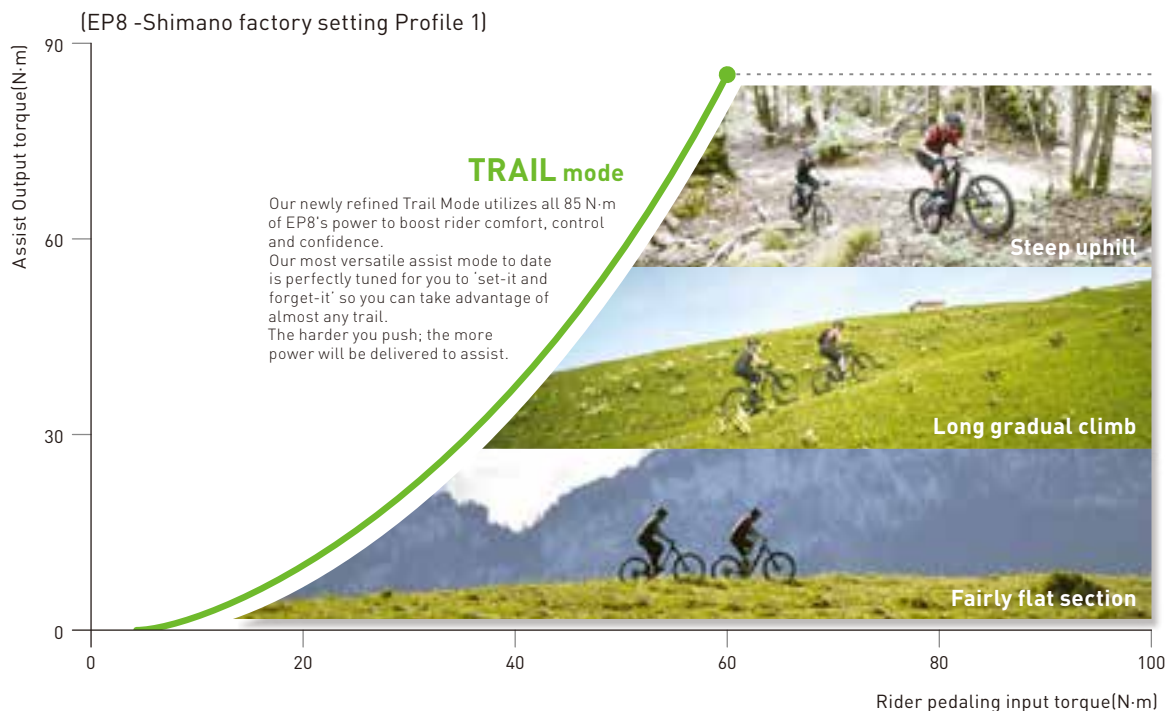 (EP8 -Shimano factory setting Profile 1)
Assist Output torque(N·m)
90
60
30
0
TRAIL mode
Our newly refined Trail Mode utilizes all 85 N·m
of EP8's power to boost rider comfort, control
and confidence.
Our most versatile assist mode to date
is perfectly tuned for you to 'set-it and
forget-it' so you can take advantage of
almost any trail.
The harder you push; the more
power will be delivered to assist.
Steep uphill
Long gradual climb
Fairly flat section
0
20
40
60
80
100
Rider pedaling input torque(N·m)